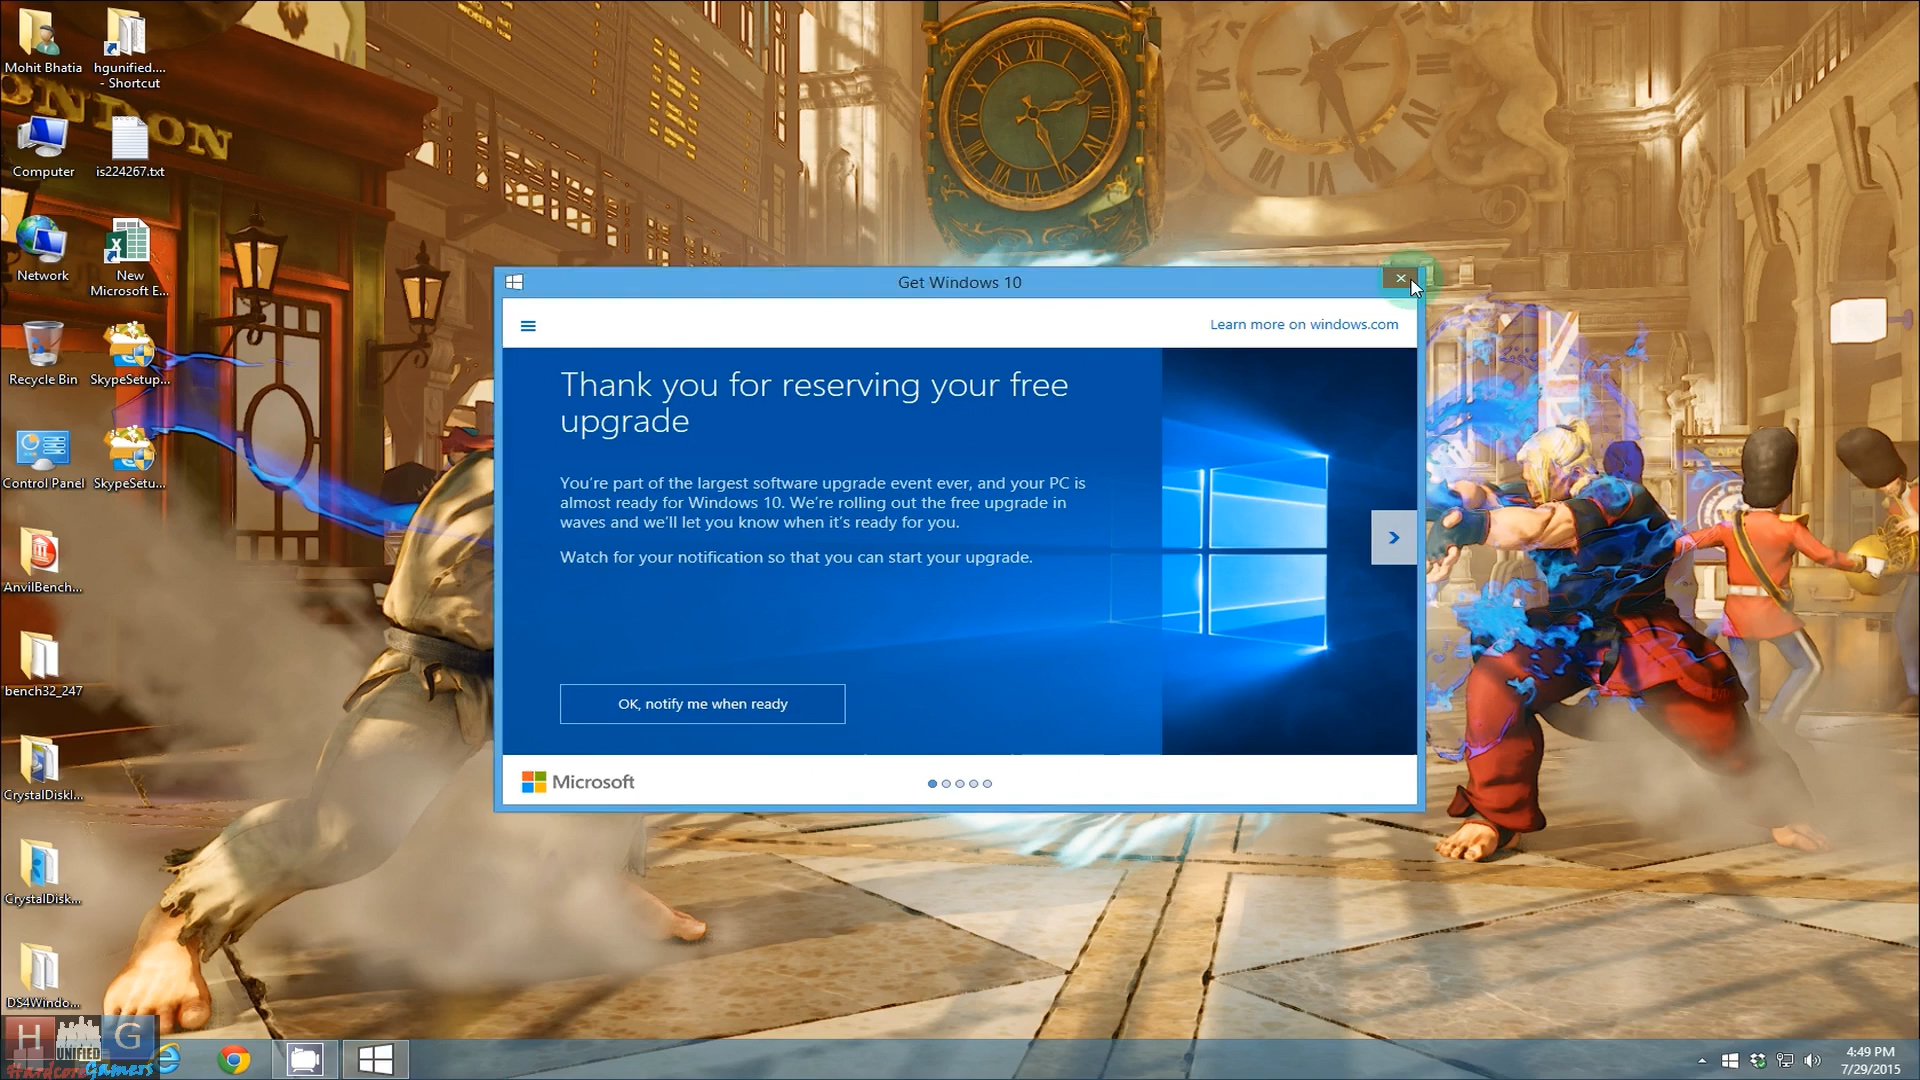 Mohit Bhatia
hgunified....
- Shortcut
LONDON
Computer
is224267.txt
Network
New
Microsoft E...
Recycle Bin
SkypeSetup...
Control Panel
SkypeSetu...
AnvilBench...
bench32_247
CrystalDiskI...
CrystalDisk...
DS4Windo...
Get Windows 10
Learn more on windows.com
Thank you for reserving your free
upgrade
You're part of the largest software upgrade event ever, and your PC is
almost ready for Windows 10. We're rolling out the free upgrade in
waves and we'll let you know when it's ready for you.
Watch for your notification so that you can start your upgrade.
OK, notify me when ready
Microsoft
H G
UNIFIED
Hardcore Gamers
4:49 PM
7/29/2015